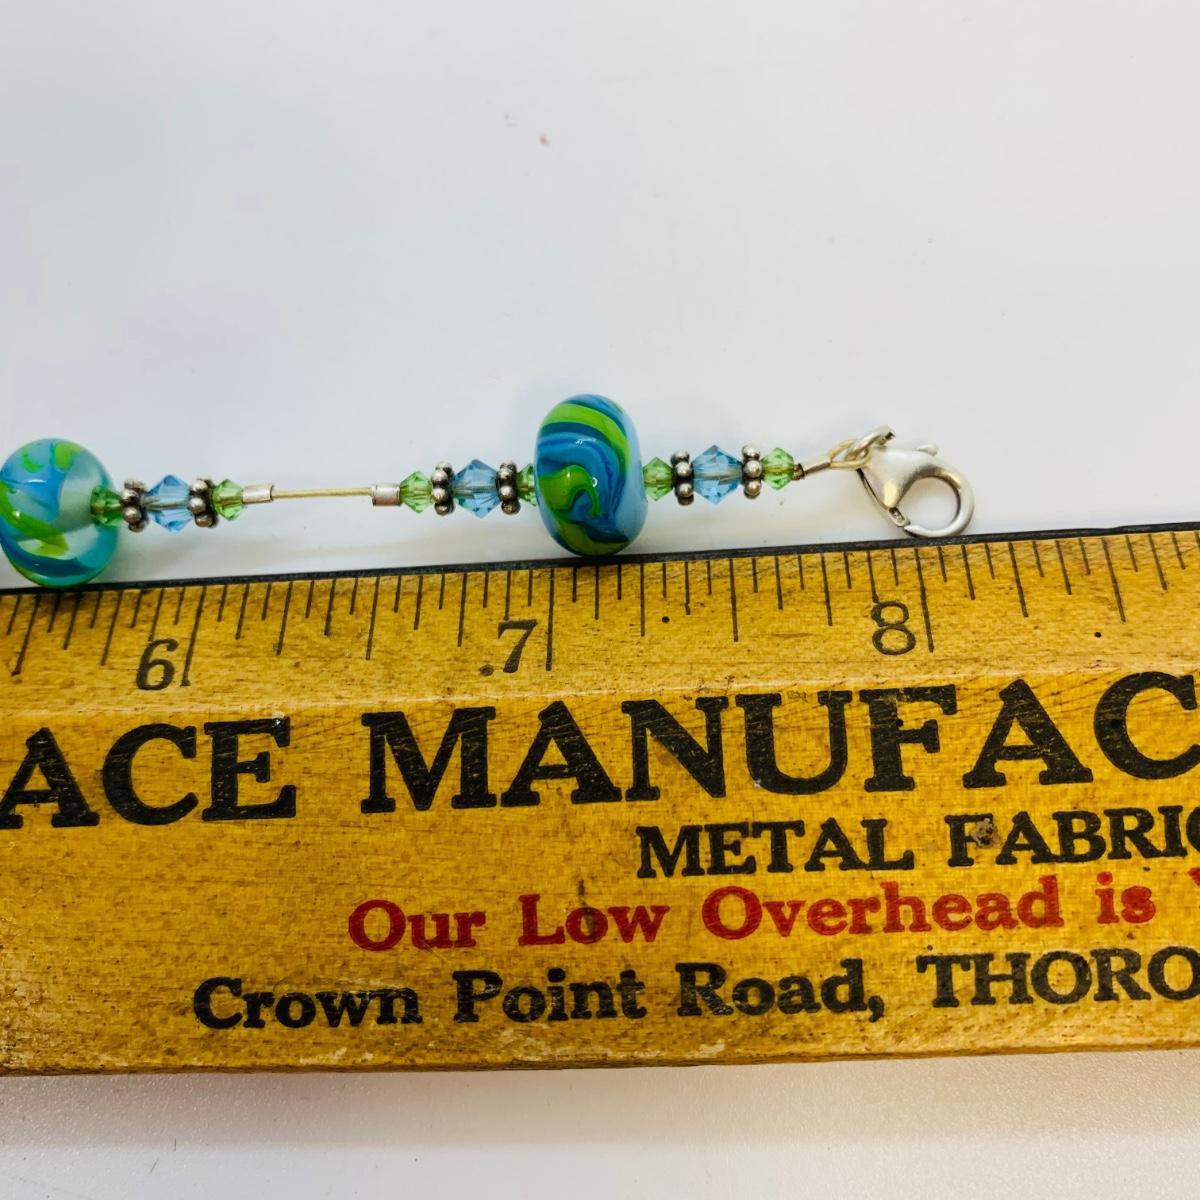 6 7 8
ACE MANUFAC
METAL FABRIC
Our Low Overhead is
Crown Point Road, THORO